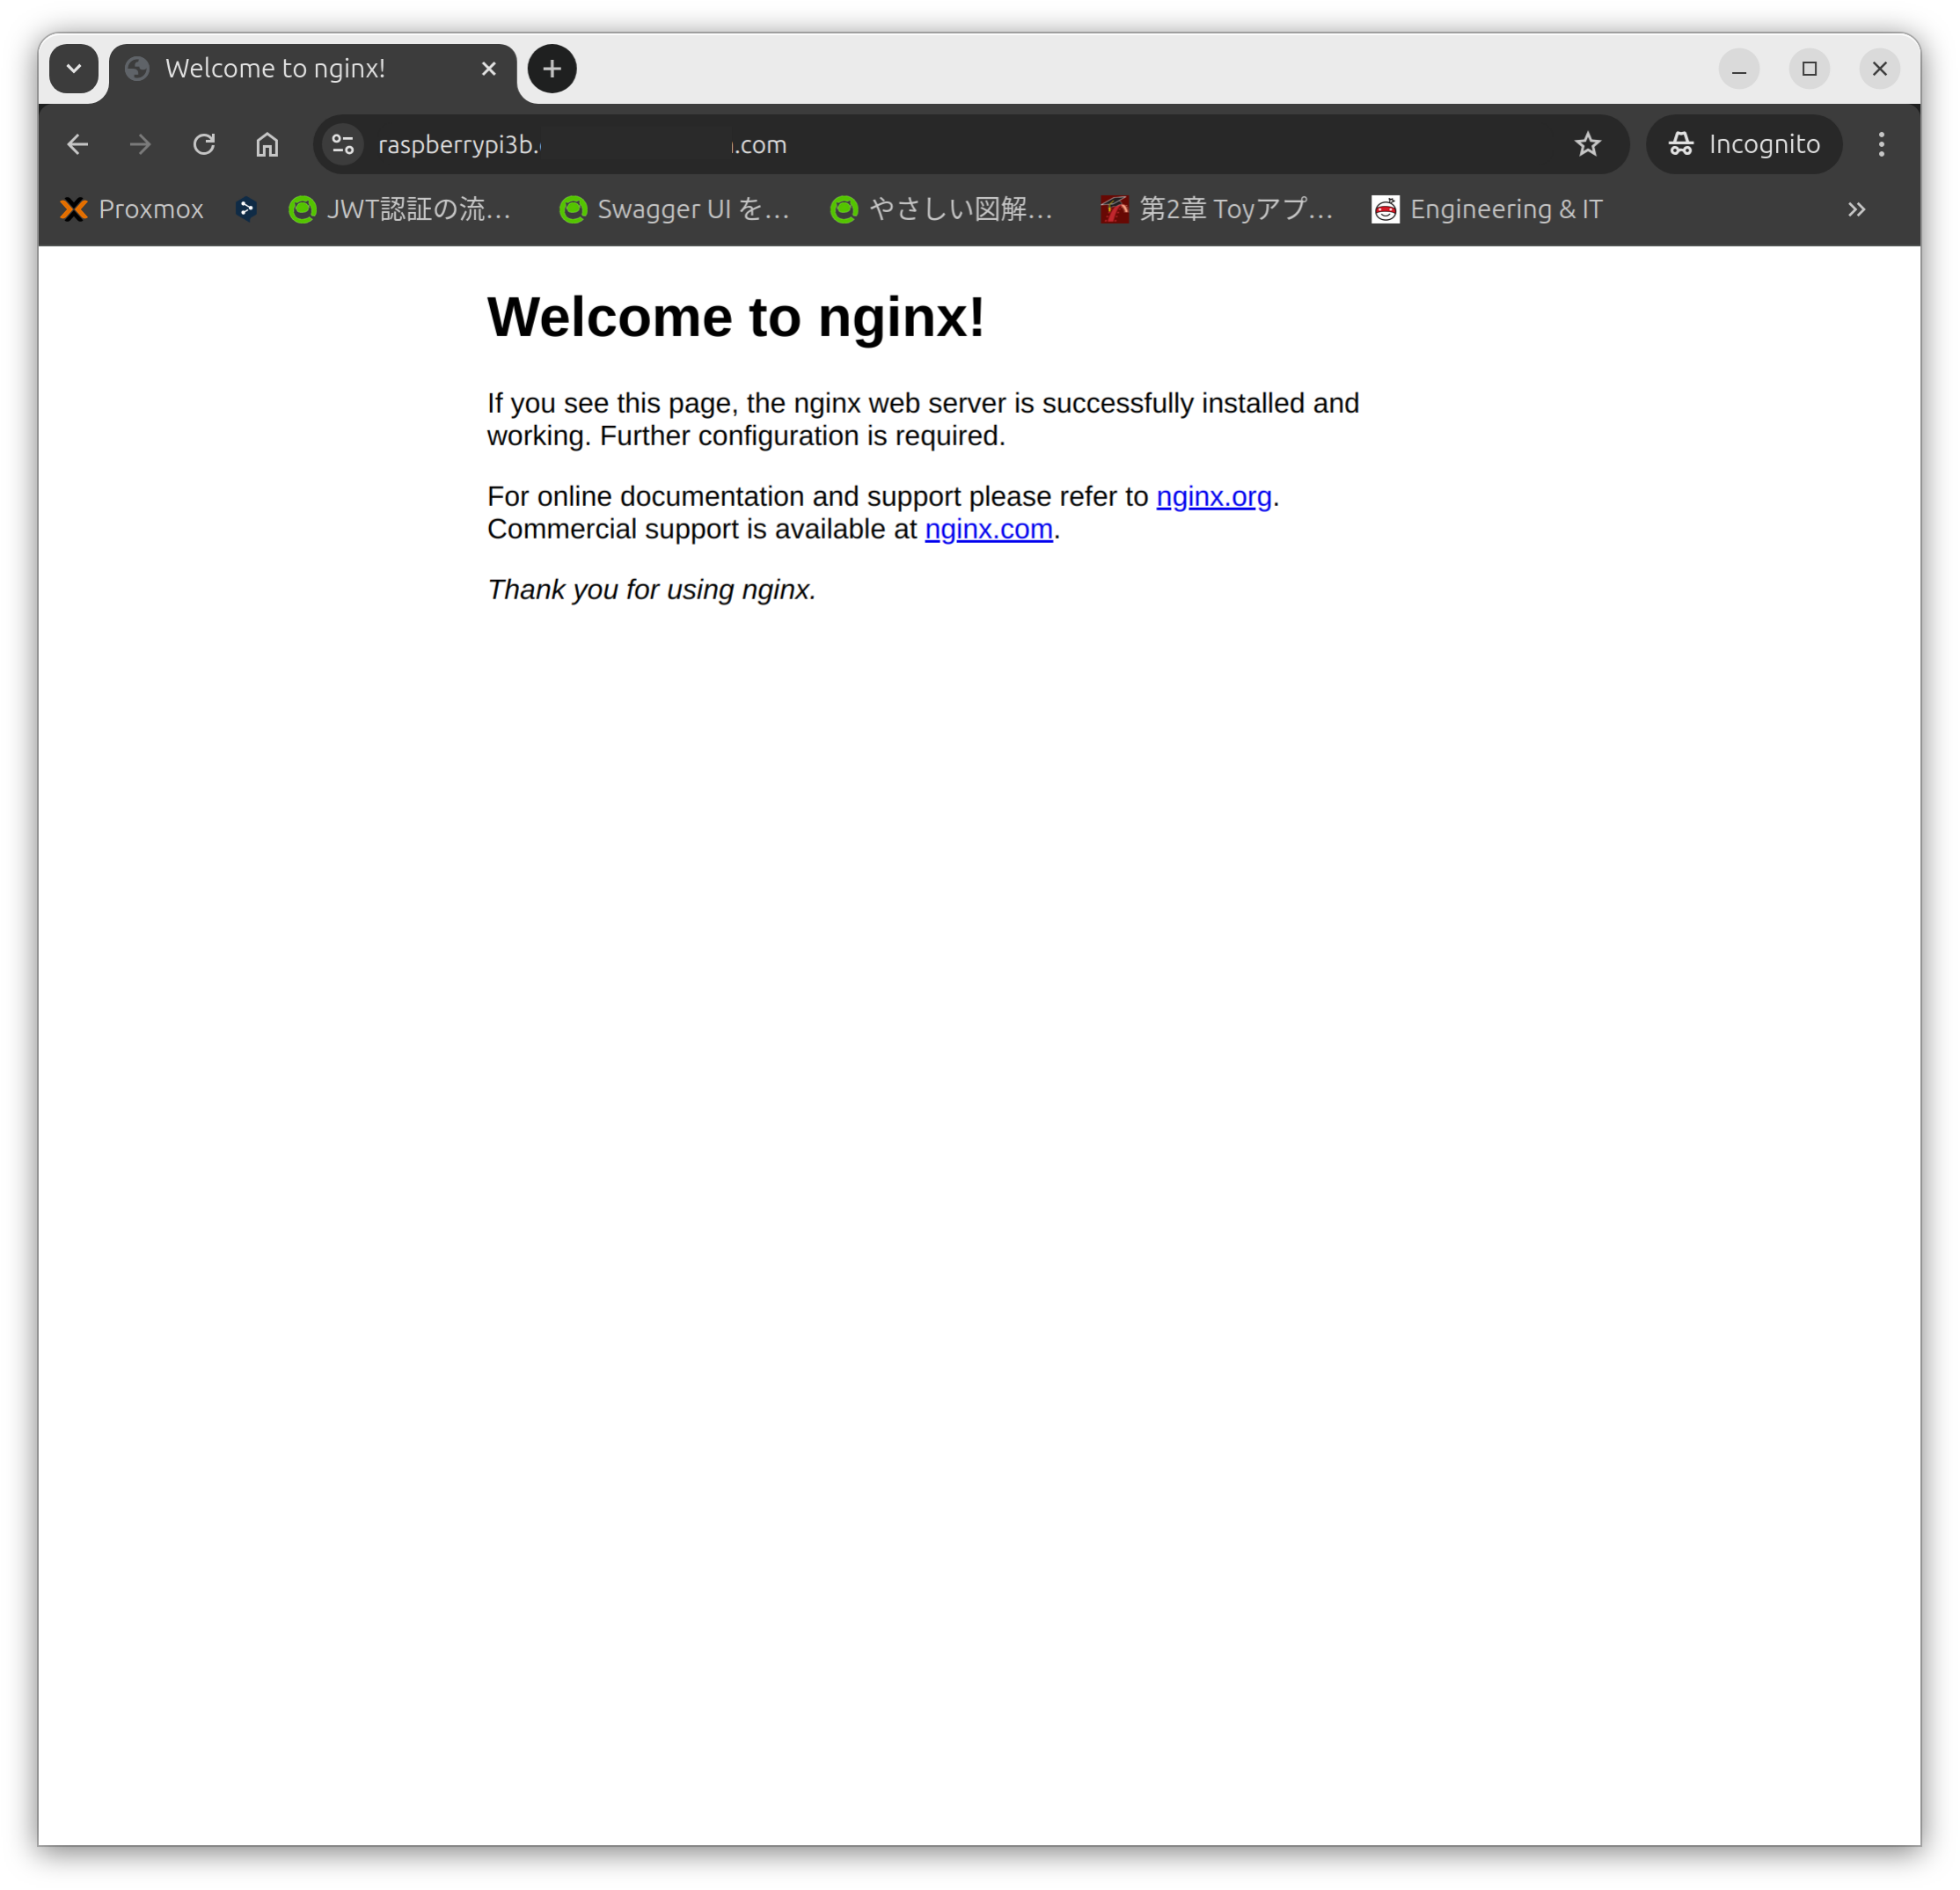 Welcome to nginx!
raspberrypi3b. .com
Incognito
Proxmox JWT認証の流... Swagger UI を... やさしい図解... 第2章 Toyアプ... Engineering & IT
Welcome to nginx!
If you see this page, the nginx web server is successfully installed and
working. Further configuration is required.
For online documentation and support please refer to nginx.org.
Commercial support is available at nginx.com.
Thank you for using nginx.